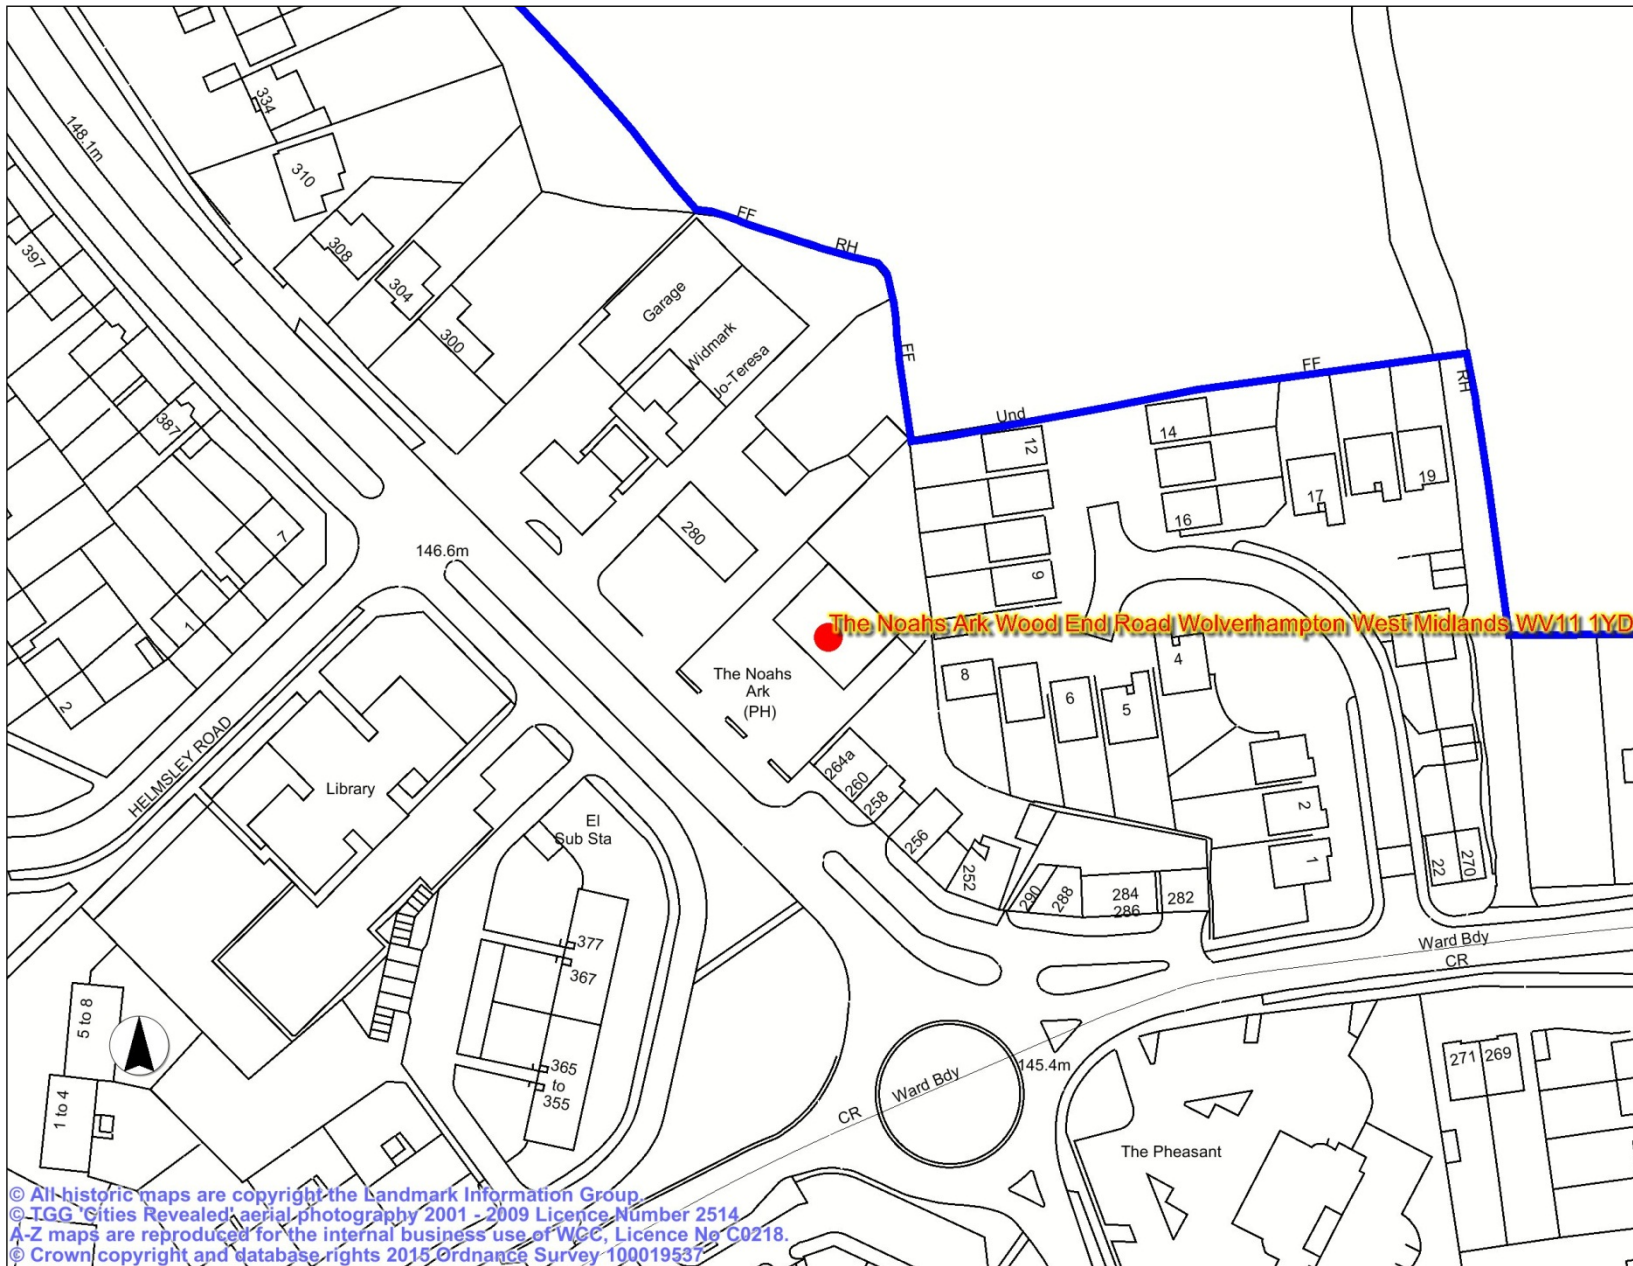 334
148.1m
310
397
308
FF
RH
304
Garage
300
Widmark
Jo-Teresa
FF
FF
RH
387
Und
12
14
19
17
16
7
280
146.6m
9
The Noahs Ark Wood End Road Wolverhampton West Midlands WV11 1YD
1
4
8
The Noahs
Ark
(PH)
6
5
2
HELMSLEY ROAD
Library
264a
260
258
2
El
Sub Sta
256
252
1
22
270
290
288
284
286
282
377
367
Ward Bdy
CR
5 to 8
1 to 4
365
to
355
145.4m
Ward Bdy
CR
271
269
The Pheasant
© All historic maps are copyright the Landmark Information Group.
© TGG 'Cities Revealed' aerial photography 2001 - 2009 Licence Number 2514
A-Z maps are reproduced for the internal business use of WCC, Licence No C0218.
© Crown copyright and database rights 2015 Ordnance Survey 100019537